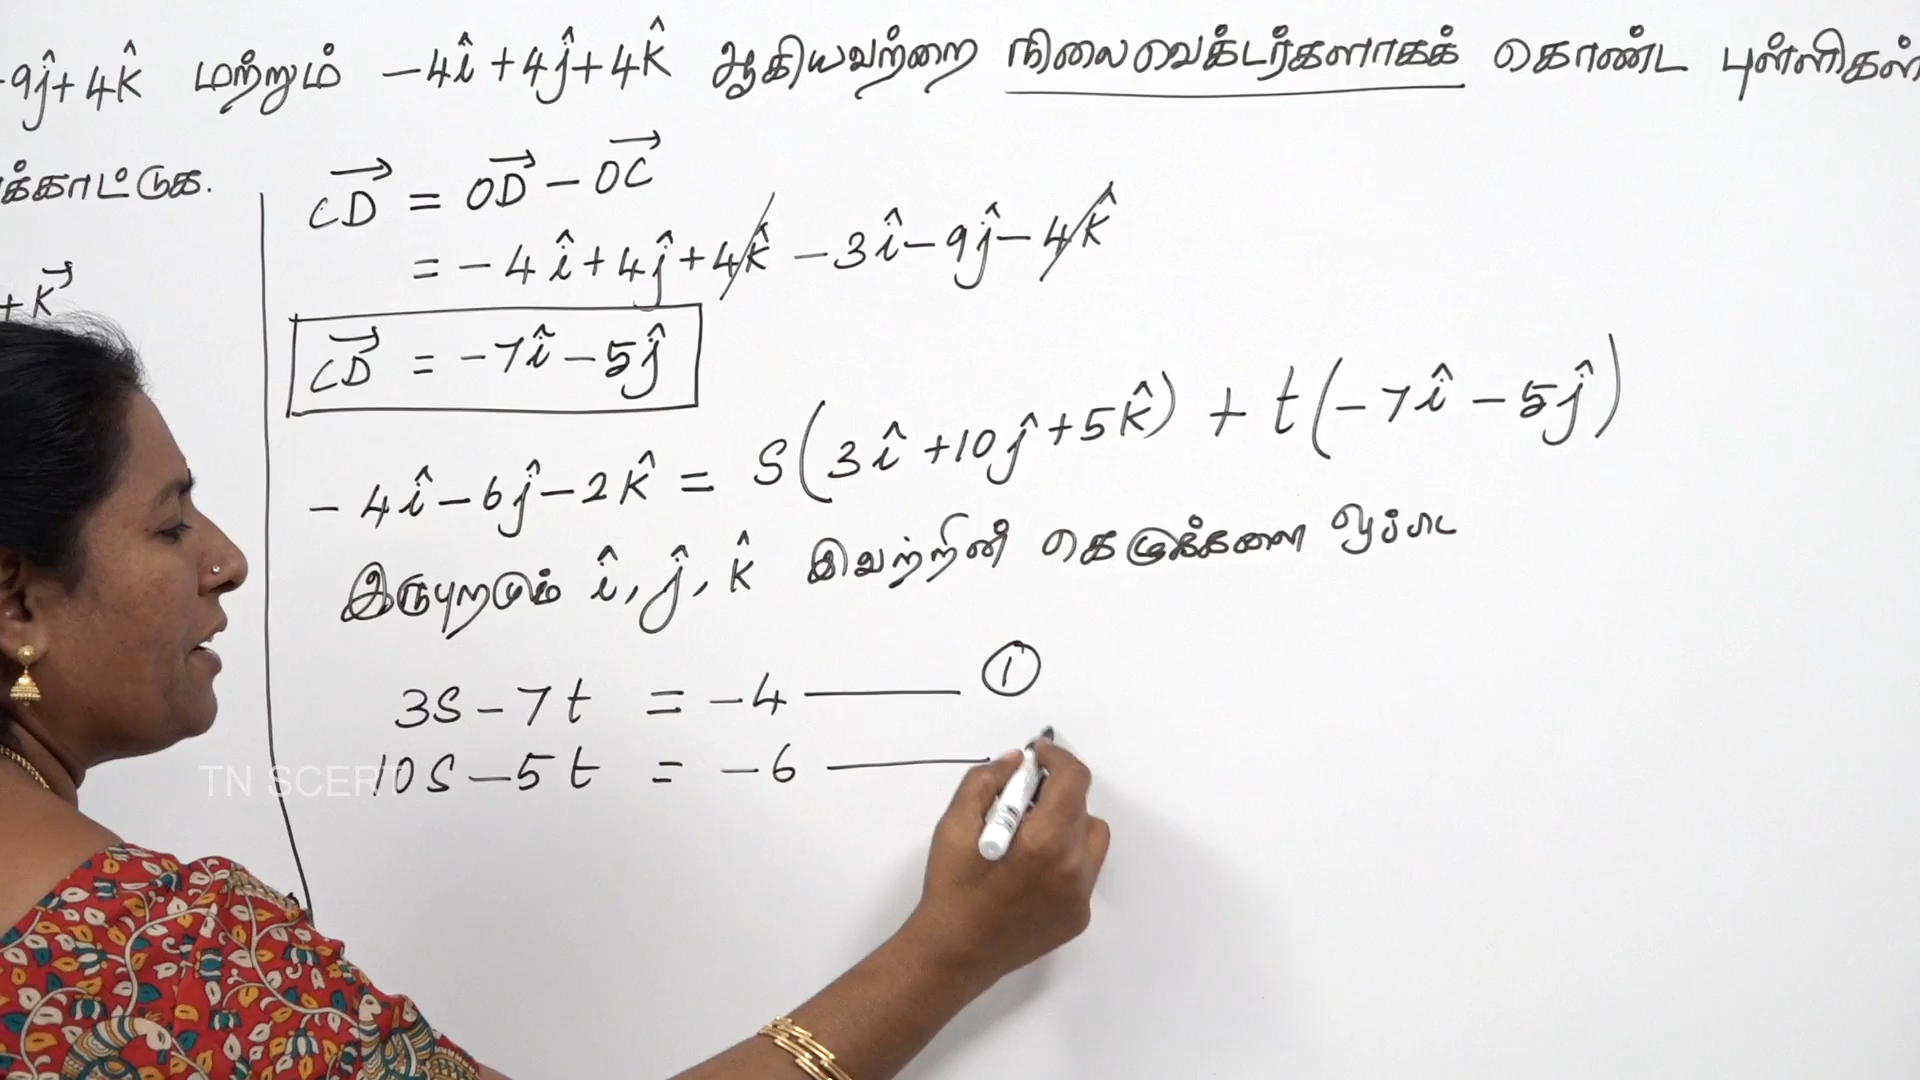 9ĵ + 4k̂ மற்றும் -4î + 4ĵ + 4k̂ ஆகியவற்றை நிலைவெக்டர்களாகக் கொண்ட புள்ளிகள்
க்காட்டுக.
CD⃗ = OD⃗ - OC⃗
= -4î + 4ĵ + 4k̂ - 3î - 9ĵ - 4k̂
+ k⃗
CD⃗ = -7î - 5ĵ
-4î - 6ĵ - 2k̂ = S(3î + 10ĵ + 5k̂) + t(-7î - 5ĵ)
இருபுறமும் î, ĵ, k̂ இவற்றின் கெழுக்களை ஒப்பிட
3S - 7t = -4 —— ①
10S - 5t = -6 ——
TN SCERT